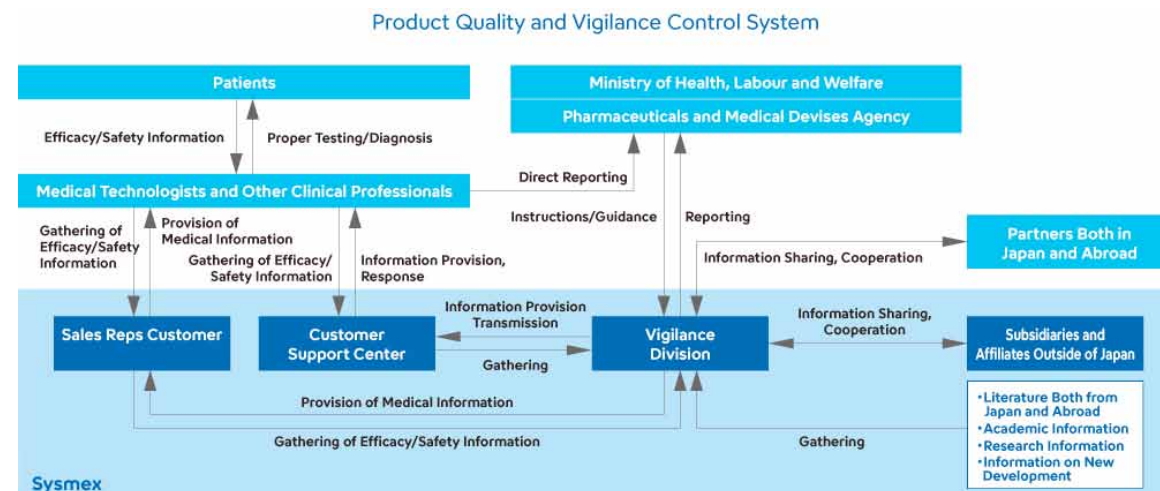 Product Quality and Vigilance Control System
Patients
Ministry of Health, Labour and Welfare
Pharmaceuticals and Medical Devises Agency
Efficacy/Safety Information
Proper Testing/Diagnosis
Medical Technologists and Other Clinical Professionals
Direct Reporting
Gathering of
Efficacy/Safety
Information
Provision of
Medical Information
Gathering of Efficacy/
Safety Information
Information Provision,
Response
Instructions/Guidance
Reporting
Information Sharing, Cooperation
Partners Both in
Japan and Abroad
Sales Reps Customer
Customer
Support Center
Information Provision
Transmission
Gathering
Vigilance
Division
Information Sharing,
Cooperation
Subsidiaries and
Affiliates Outside of Japan
Provision of Medical Information
Gathering of Efficacy/Safety Information
Gathering
•Literature Both from
Japan and Abroad
•Academic Information
•Research Information
•Information on New
Development
Sysmex